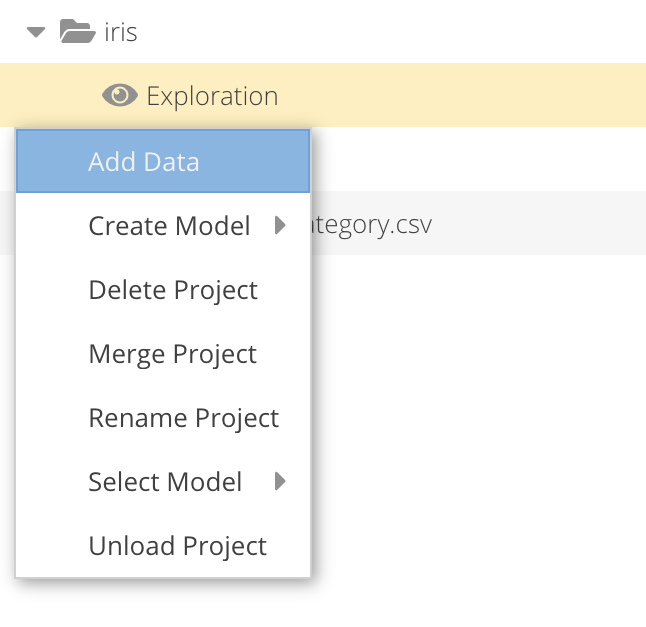 iris
Exploration
Add Data
Create Model
tegory.csv
Delete Project
Merge Project
Rename Project
Select Model
Unload Project